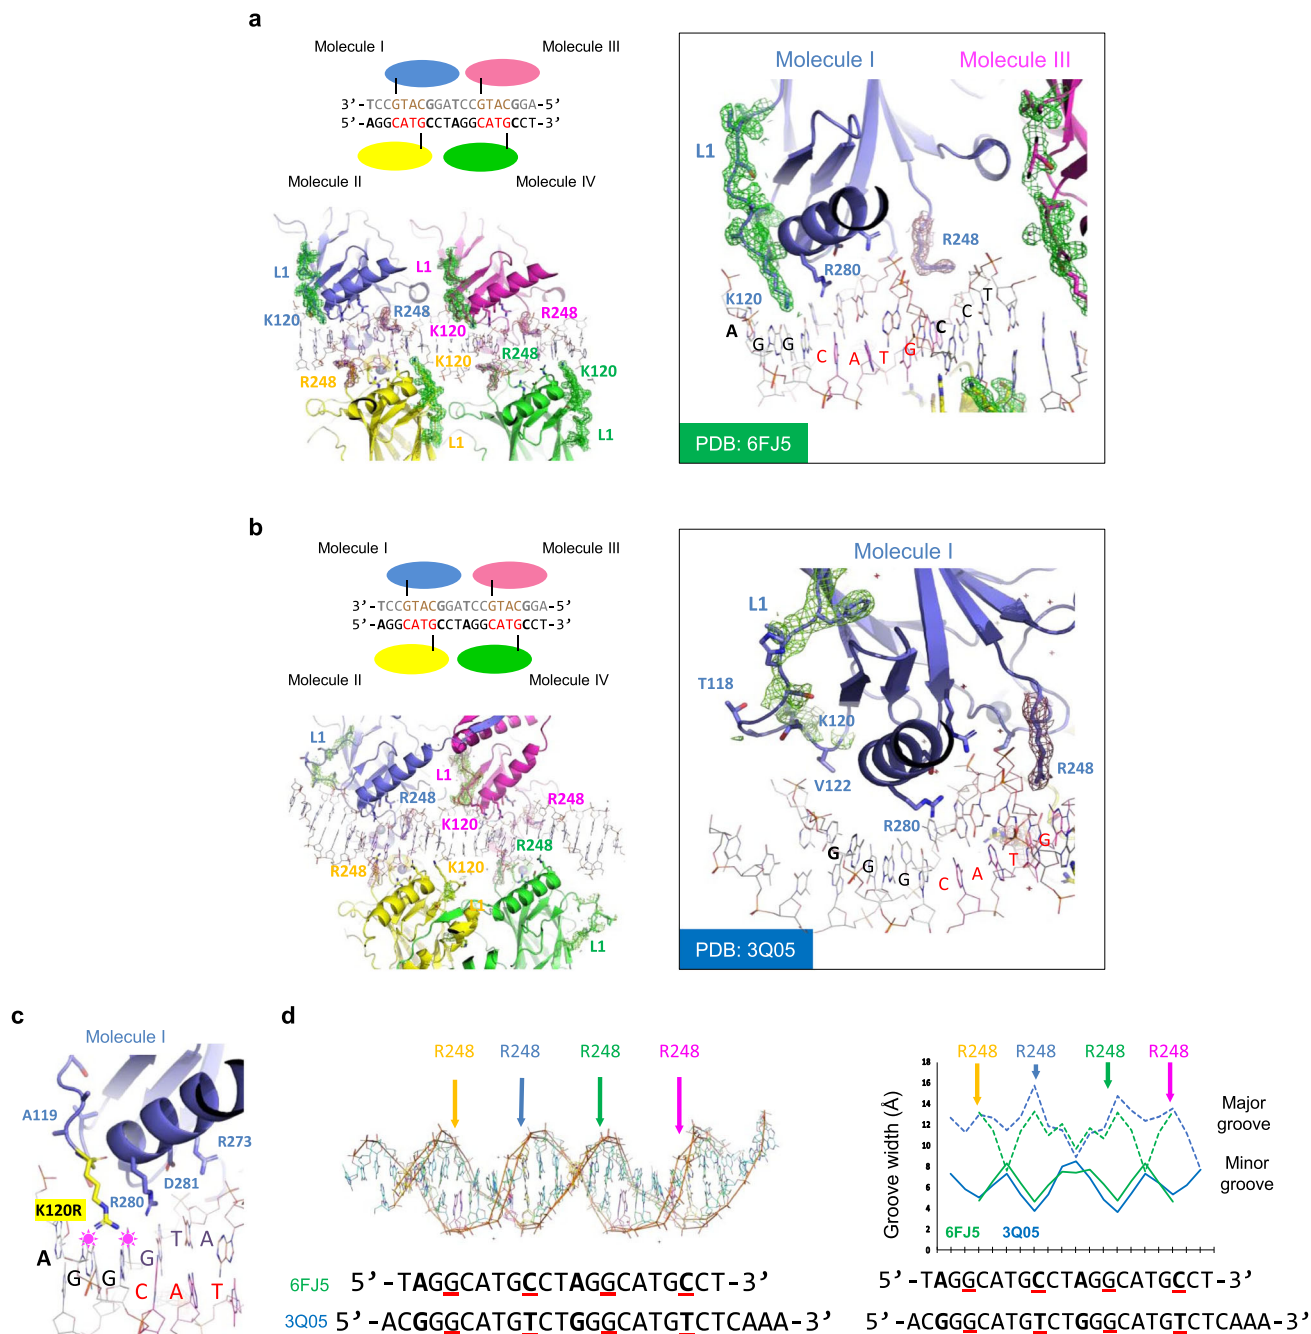 a
Molecule I
Molecule III
3’-TCCGTACGGATCCGTACGGA-5’
5’-AGGCATGCCTAGGCATGCCT-3’
Molecule II
Molecule IV
L1
L1
K120
R248
K120
R248
K120
R248
K120
R248
L1
L1
Molecule I
Molecule III
L1
R248
R280
K120
A
G
G
C
A
T
G
C
C
T
PDB: 6FJ5
b
Molecule I
Molecule III
3’-TCCGTACGGATCCGTACGGA-5’
5’-AGGCATGCCTAGGCATGCCT-3’
Molecule II
Molecule IV
L1
L1
R248
R248
K120
R248
K120
R248
L1
L1
Molecule I
L1
T118
K120
V122
R248
R280
G
G
G
C
A
T
G
PDB: 3Q05
c
Molecule I
A119
R273
D281
R280
K120R
A
G
G
G
T
A
C
A
T
d
R248
R248
R248
R248
6FJ5 5’-TAGGCATGCCTAGGCATGCCT-3’
3Q05 5’-ACGGGCATGTCTGGGCATGTCTCAAA-3’
R248
R248
R248
R248
Groove width (Å)
18
16
14
12
10
8
6
4
2
0
Major
groove
Minor
groove
6FJ5
3Q05
5’-TAGGCATGCCTAGGCATGCCT-3’
5’-ACGGGCATGTCTGGGCATGTCTCAAA-3’